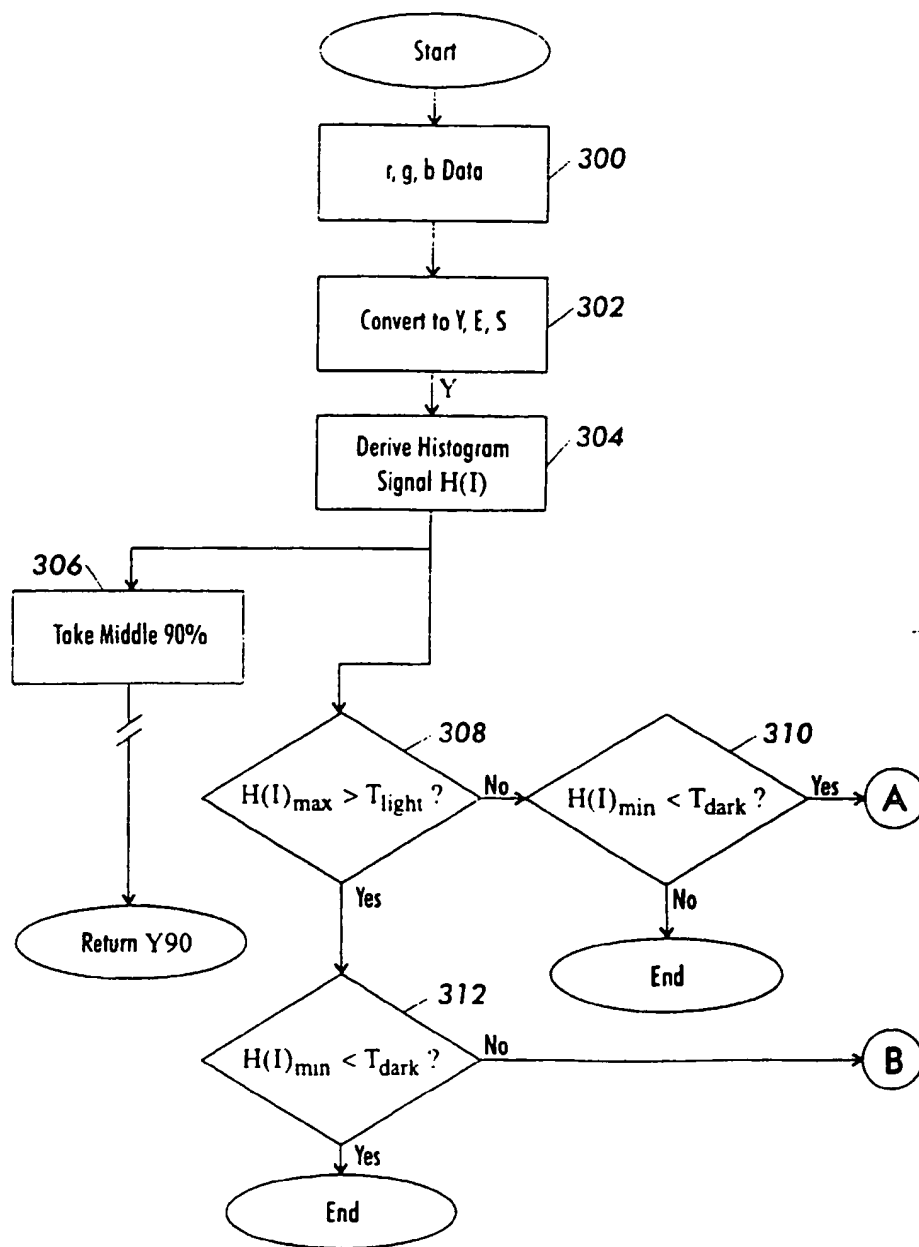 Start
r, g, b Data
300
Convert to Y, E, S
302
Y
Derive Histogram
Signal H(I)
304
306
Take Middle 90%
Return Y90
308
H(I)max > Tlight ?
No
310
H(I)min < Tdark ?
Yes
A
Yes
No
End
312
H(I)min < Tdark ?
No
B
Yes
End